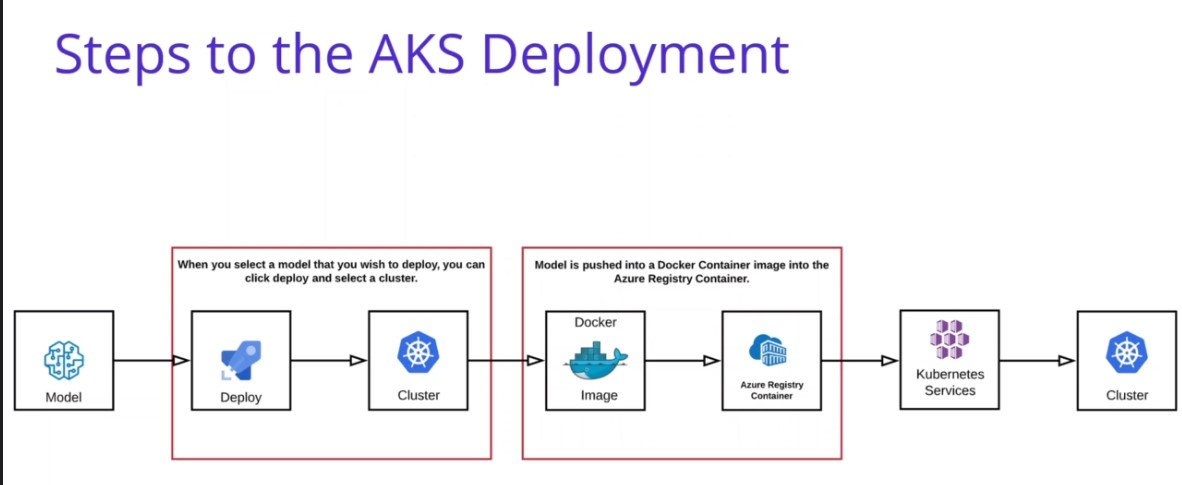 Steps to the AKS Deployment
When you select a model that you wish to deploy, you can
click deploy and select a cluster.
Model is pushed into a Docker Container image into the
Azure Registry Container.
Model
Deploy
Cluster
Docker
Image
Azure Registry
Container
Kubernetes
Services
Cluster